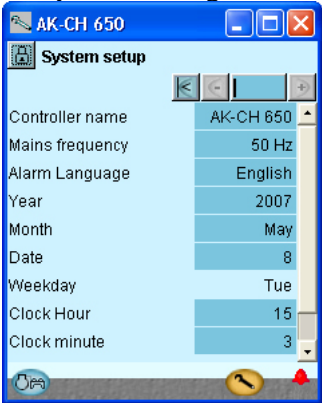 AK-CH 650
System setup
Controller name AK-CH 650
Mains frequency 50 Hz
Alarm Language English
Year 2007
Month May
Date 8
Weekday Tue
Clock Hour 15
Clock minute 3